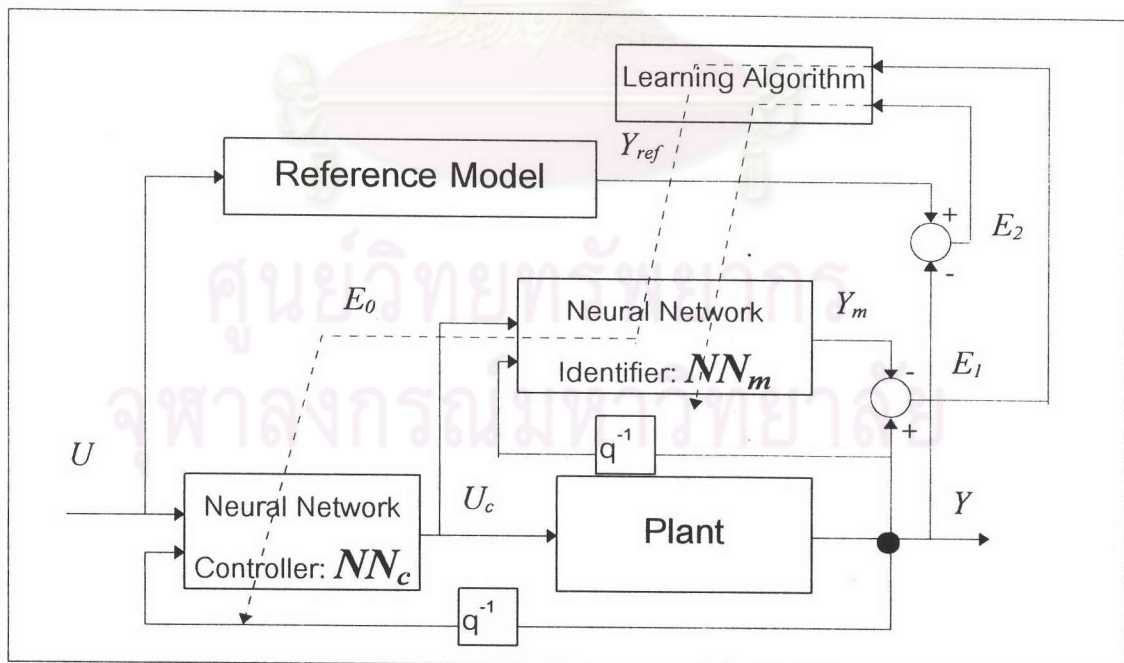 Learning Algorithm
Y_ref
Reference Model
+
E_2
-
ศูนย์วิทยทรัพยากร
E_0
Neural Network
Y_m
Identifier: NN_m
-
E_1
+
จุฬาลงกรณ์มหาวิทยาลัย
q^-1
U
Neural Network
U_c
Plant
Y
Controller: NN_c
q^-1